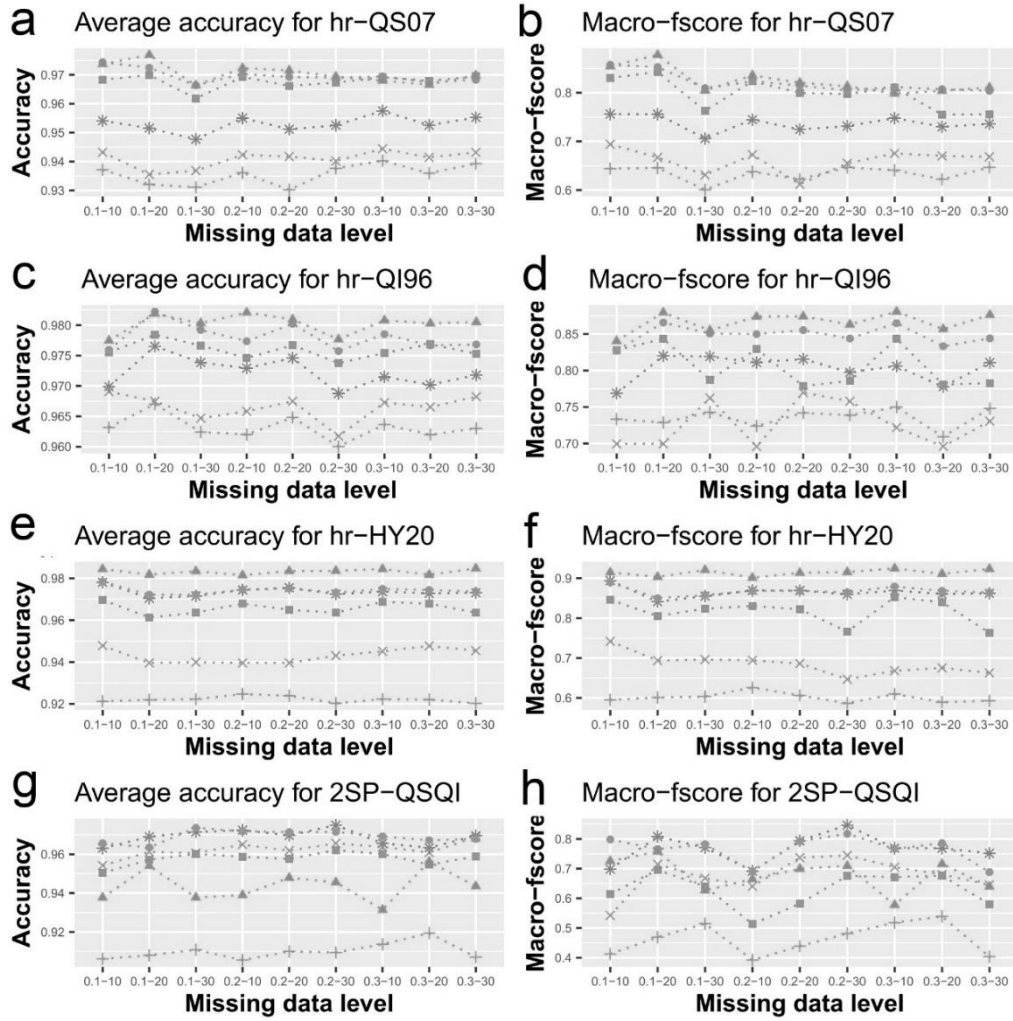 a Average accuracy for hr-QS07
Accuracy
0.97
0.96
0.95
0.94
0.93
0.1-10 0.1-20 0.1-30 0.2-10 0.2-20 0.2-30 0.3-10 0.3-20 0.3-30
Missing data level
b Macro-fscore for hr-QS07
Macro-fscore
0.8
0.7
0.6
0.1-10 0.1-20 0.1-30 0.2-10 0.2-20 0.2-30 0.3-10 0.3-20 0.3-30
Missing data level
c Average accuracy for hr-QI96
Accuracy
0.980
0.975
0.970
0.965
0.960
0.1-10 0.1-20 0.1-30 0.2-10 0.2-20 0.2-30 0.3-10 0.3-20 0.3-30
Missing data level
d Macro-fscore for hr-QI96
Macro-fscore
0.85
0.80
0.75
0.70
0.1-10 0.1-20 0.1-30 0.2-10 0.2-20 0.2-30 0.3-10 0.3-20 0.3-30
Missing data level
e Average accuracy for hr-HY20
Accuracy
0.98
0.96
0.94
0.92
0.1-10 0.1-20 0.1-30 0.2-10 0.2-20 0.2-30 0.3-10 0.3-20 0.3-30
Missing data level
f Macro-fscore for hr-HY20
Macro-fscore
0.9
0.8
0.7
0.6
0.1-10 0.1-20 0.1-30 0.2-10 0.2-20 0.2-30 0.3-10 0.3-20 0.3-30
Missing data level
g Average accuracy for 2SP-QSQI
Accuracy
0.96
0.94
0.92
0.1-10 0.1-20 0.1-30 0.2-10 0.2-20 0.2-30 0.3-10 0.3-20 0.3-30
Missing data level
h Macro-fscore for 2SP-QSQI
Macro-fscore
0.8
0.7
0.6
0.5
0.4
0.1-10 0.1-20 0.1-30 0.2-10 0.2-20 0.2-30 0.3-10 0.3-20 0.3-30
Missing data level